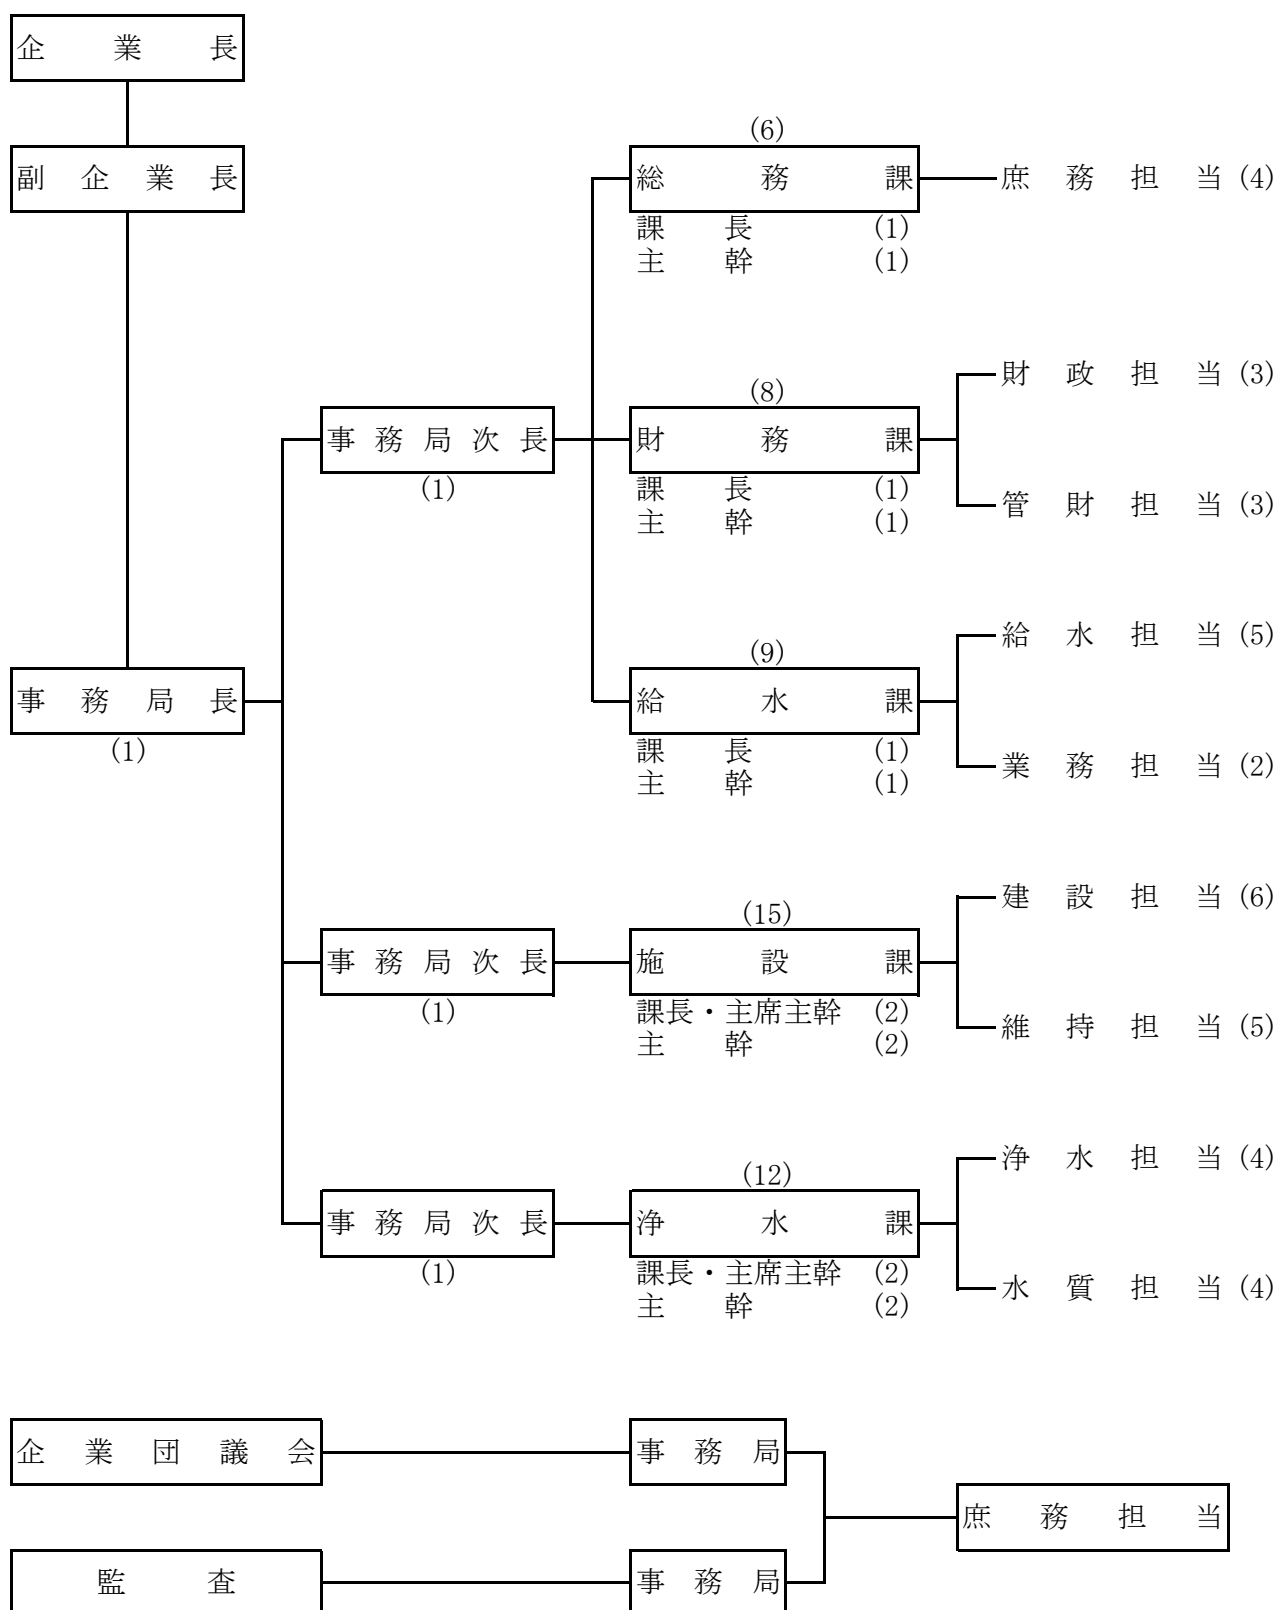 企業長
副企業長
(6)
総務課
庶務担当(4)
課長 (1)
主幹 (1)
財政担当(3)
(8)
事務局次長
財務課
(1)
課長 (1)
主幹 (1)
管財担当(3)
給水担当(5)
(9)
事務局長
給水課
(1)
課長 (1)
主幹 (1)
業務担当(2)
建設担当(6)
(15)
事務局次長
施設課
(1)
課長・主席主幹 (2)
主幹 (2)
維持担当(5)
浄水担当(4)
(12)
事務局次長
浄水課
(1)
課長・主席主幹 (2)
主幹 (2)
水質担当(4)
企業団議会
事務局
庶務担当
監査
事務局